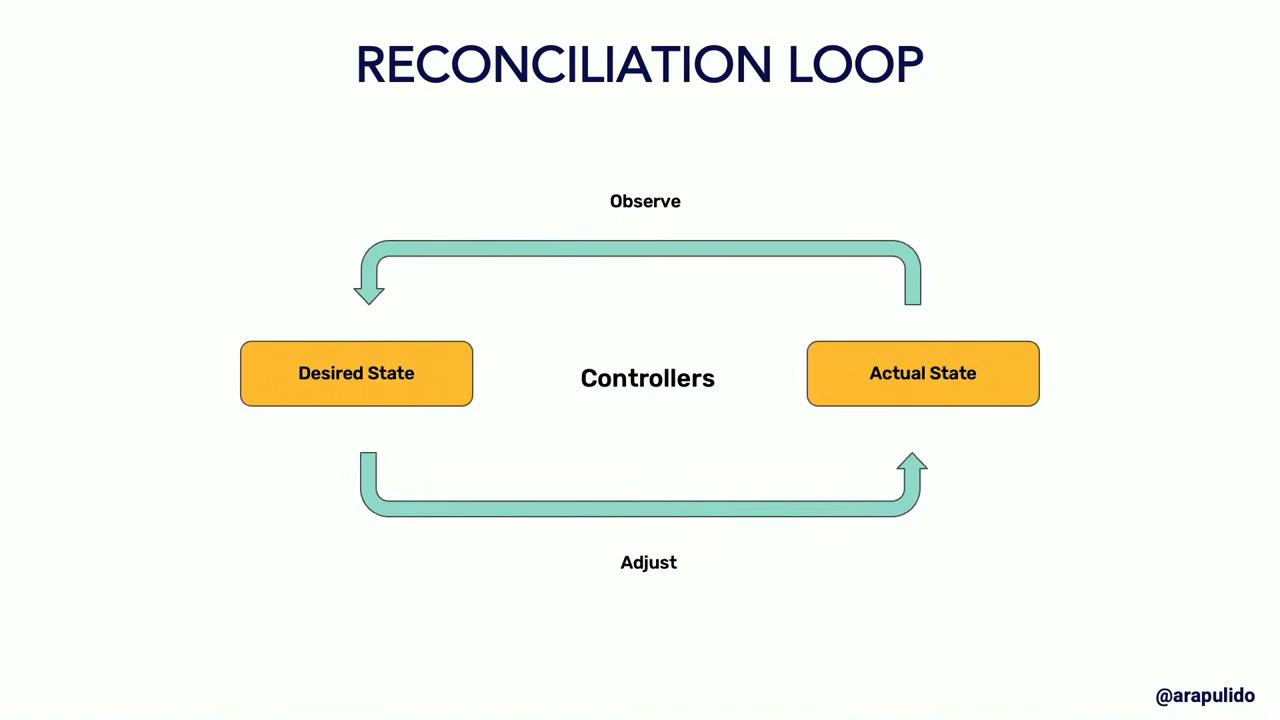 RECONCILIATION LOOP
Observe
Desired State
Controllers
Actual State
Adjust
@arapulido